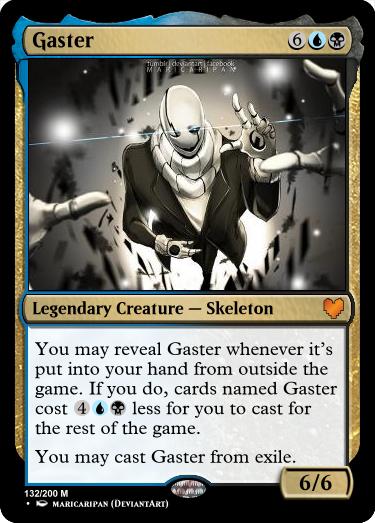 Gaster 6
tumblr | deviantart | facebook
MARICARIPAN
Legendary Creature — Skeleton
You may reveal Gaster whenever it's
put into your hand from outside the
game. If you do, cards named Gaster
cost 4 less for you to cast for
the rest of the game.
You may cast Gaster from exile.
6/6
132/200 M
• MARICARIPAN (DEVIANTART)